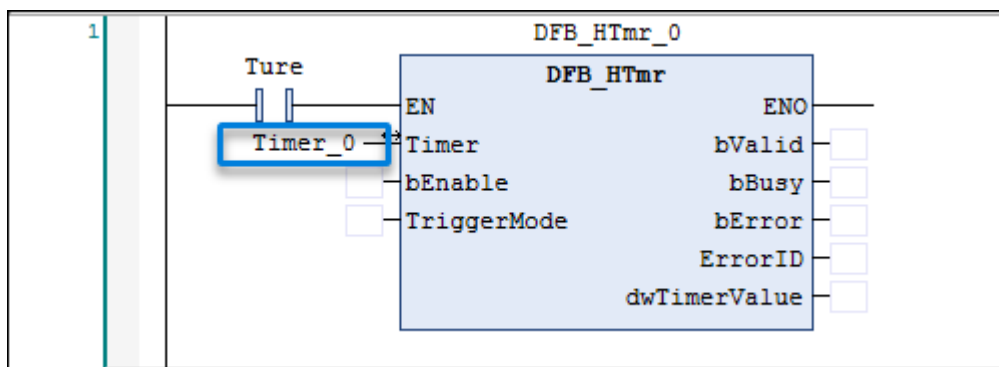 1
DFB_HTmr_0
Ture
DFB_HTmr
EN ENO
Timer_0 Timer bValid
bEnable bBusy
TriggerMode bError
ErrorID
dwTimerValue